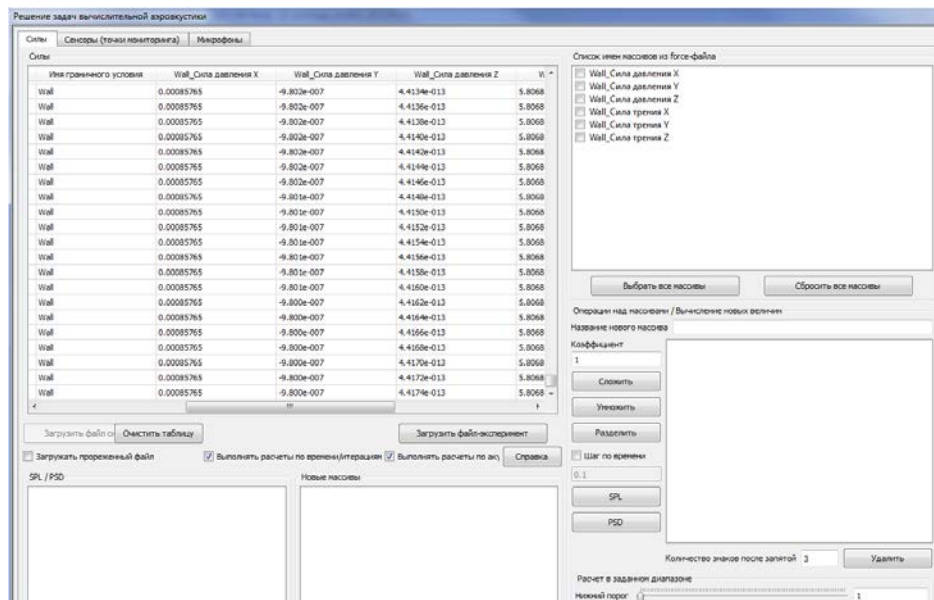 Решение задач вычислительной аэроакустики
Силы Сенсоры (точки мониторинга) Микрофоны
Силы
Имя граничного условия Wall_Сила давления X Wall_Сила давления Y Wall_Сила давления Z
Wall 0.00085765 -9.802e-007 4.4134e-013 5.8068
Wall 0.00085765 -9.802e-007 4.4136e-013 5.8068
Wall 0.00085765 -9.802e-007 4.4138e-013 5.8068
Wall 0.00085765 -9.802e-007 4.4140e-013 5.8068
Wall 0.00085765 -9.802e-007 4.4142e-013 5.8068
Wall 0.00085765 -9.802e-007 4.4144e-013 5.8068
Wall 0.00085765 -9.802e-007 4.4146e-013 5.8068
Wall 0.00085765 -9.801e-007 4.4148e-013 5.8068
Wall 0.00085765 -9.801e-007 4.4150e-013 5.8068
Wall 0.00085765 -9.801e-007 4.4152e-013 5.8068
Wall 0.00085765 -9.801e-007 4.4154e-013 5.8068
Wall 0.00085765 -9.801e-007 4.4156e-013 5.8068
Wall 0.00085765 -9.801e-007 4.4158e-013 5.8068
Wall 0.00085765 -9.801e-007 4.4160e-013 5.8068
Wall 0.00085765 -9.800e-007 4.4162e-013 5.8068
Wall 0.00085765 -9.800e-007 4.4164e-013 5.8068
Wall 0.00085765 -9.800e-007 4.4166e-013 5.8068
Wall 0.00085765 -9.800e-007 4.4168e-013 5.8068
Wall 0.00085765 -9.800e-007 4.4170e-013 5.8068
Wall 0.00085765 -9.800e-007 4.4172e-013 5.8068
Wall 0.00085765 -9.800e-007 4.4174e-013 5.8068
Загрузить файл Очистить таблицу Загрузить файл-эксперимент
Загружать прореженный файл Выполнять расчеты по времени/итерациям Выполнять расчеты по аку Справка
SPL / PSD Новые массивы
Список имен массивов из force-файла
Wall_Сила давления X
Wall_Сила давления Y
Wall_Сила давления Z
Wall_Сила трения X
Wall_Сила трения Y
Wall_Сила трения Z
Выбрать все массивы Сбросить все массивы
Операции над массивами / Вычисление новых величин
Название нового массива
Коэффициент
1
Сложить
Умножить
Разделить
Шаг по времени
0.1
SPL
PSD
Количество знаков после запятой 3 Удалить
Расчет в заданном диапазоне
Нижний порог 1